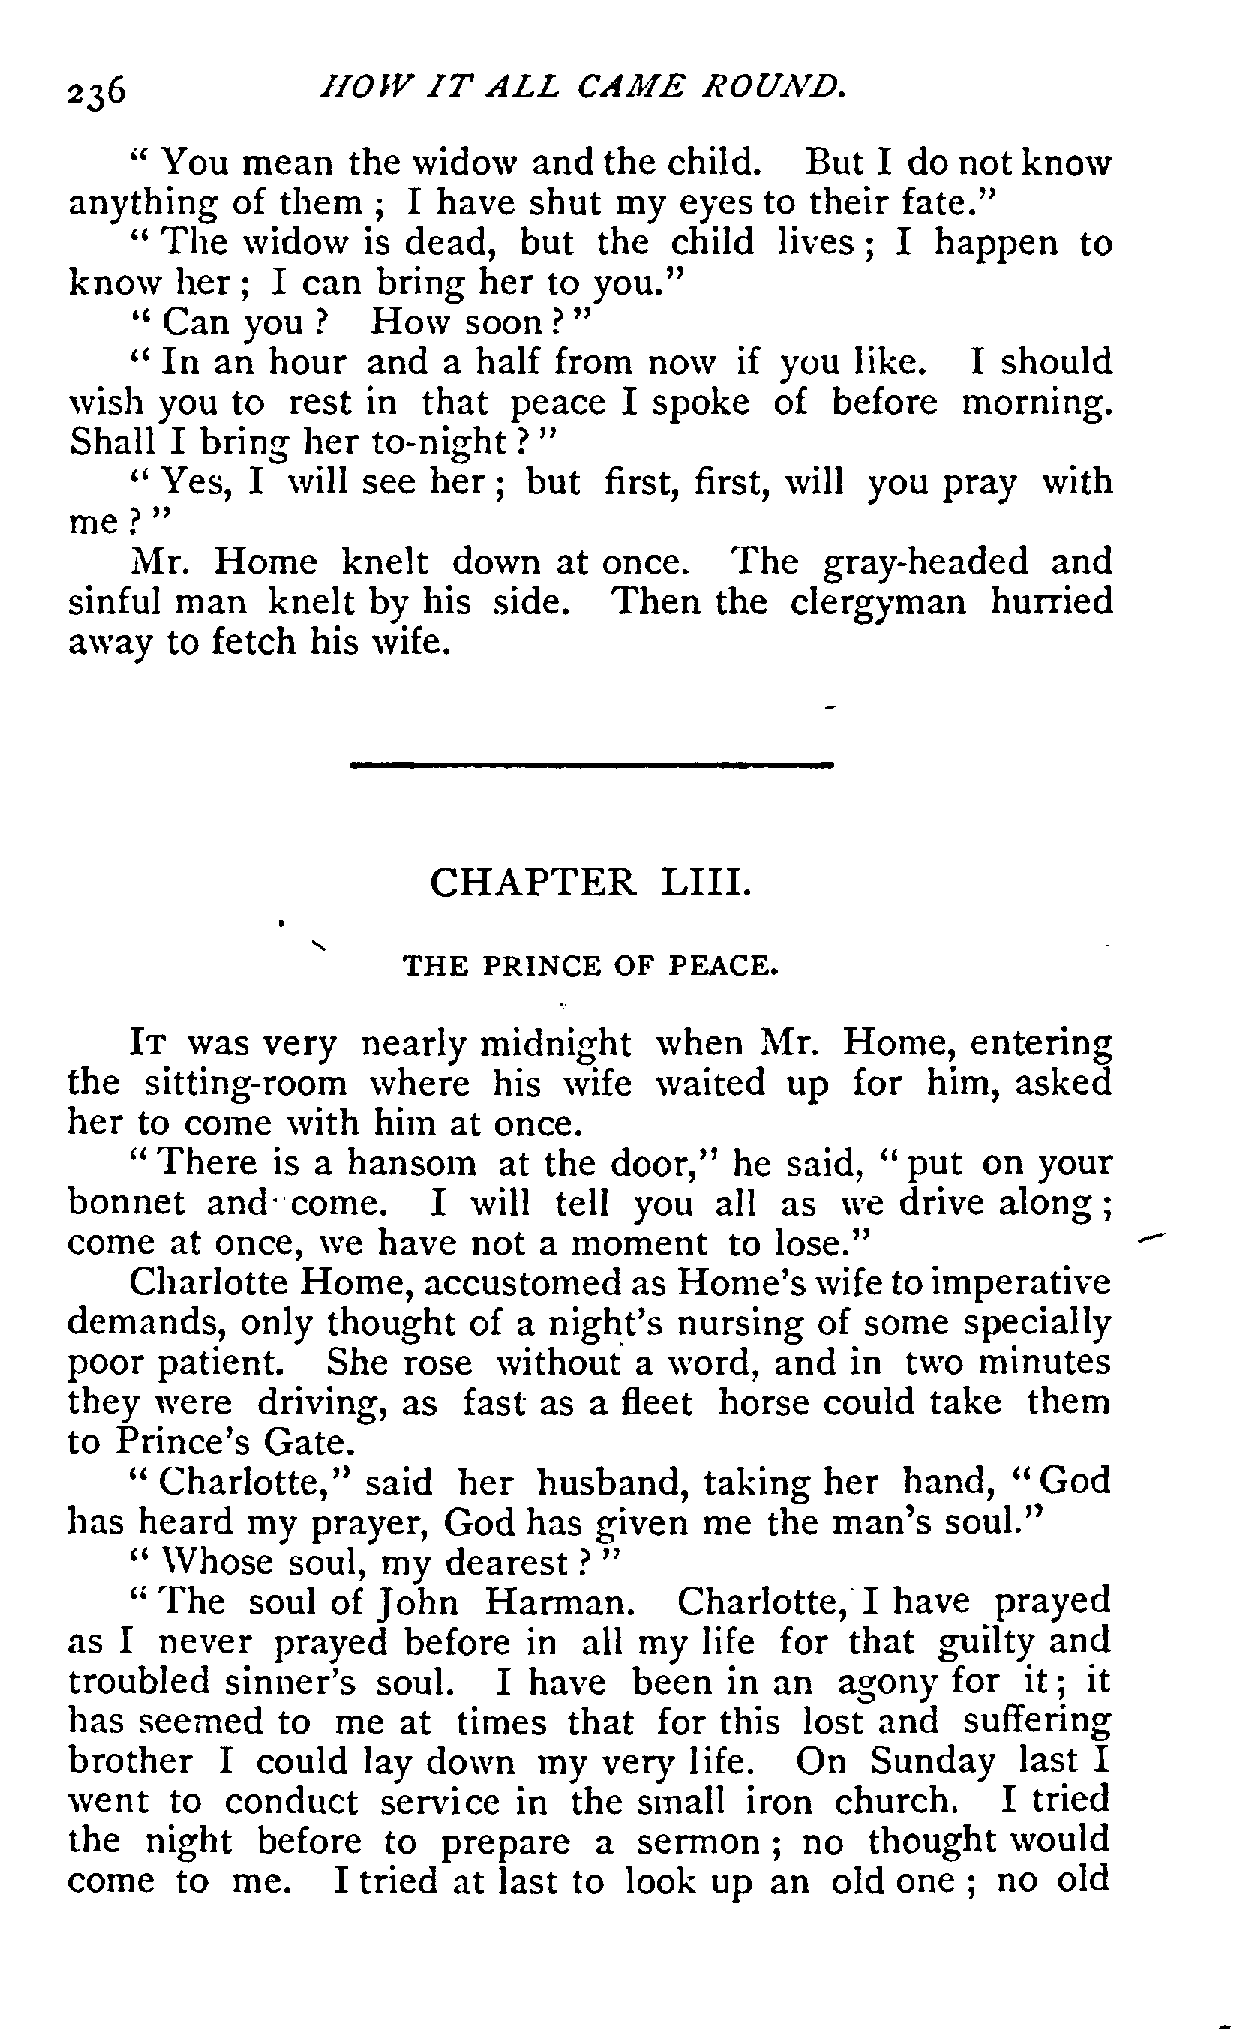 236 HOW IT ALL CAME ROUND.
" You mean the widow and the child. But I do not know
anything of them ; I have shut my eyes to their fate."
" The widow is dead, but the child lives ; I happen to
know her ; I can bring her to you."
" Can you ? How soon ? "
" In an hour and a half from now if you like. I should
wish you to rest in that peace I spoke of before morning.
Shall I bring her to-night ? "
" Yes, I will see her ; but first, first, will you pray with
me ? "
Mr. Home knelt down at once. The gray-headed and
sinful man knelt by his side. Then the clergyman hurried
away to fetch his wife.
CHAPTER LIII.
THE PRINCE OF PEACE.
IT was very nearly midnight when Mr. Home, entering
the sitting-room where his wife waited up for him, asked
her to come with him at once.
" There is a hansom at the door," he said, " put on your
bonnet and come. I will tell you all as we drive along ;
come at once, we have not a moment to lose."
Charlotte Home, accustomed as Home's wife to imperative
demands, only thought of a night's nursing of some specially
poor patient. She rose without a word, and in two minutes
they were driving, as fast as a fleet horse could take them
to Prince's Gate.
" Charlotte," said her husband, taking her hand, " God
has heard my prayer, God has given me the man's soul."
" Whose soul, my dearest ? "
" The soul of John Harman. Charlotte, I have prayed
as I never prayed before in all my life for that guilty and
troubled sinner's soul. I have been in an agony for it ; it
has seemed to me at times that for this lost and suffering
brother I could lay down my very life. On Sunday last I
went to conduct service in the small iron church. I tried
the night before to prepare a sermon ; no thought would
come to me. I tried at last to look up an old one ; no old